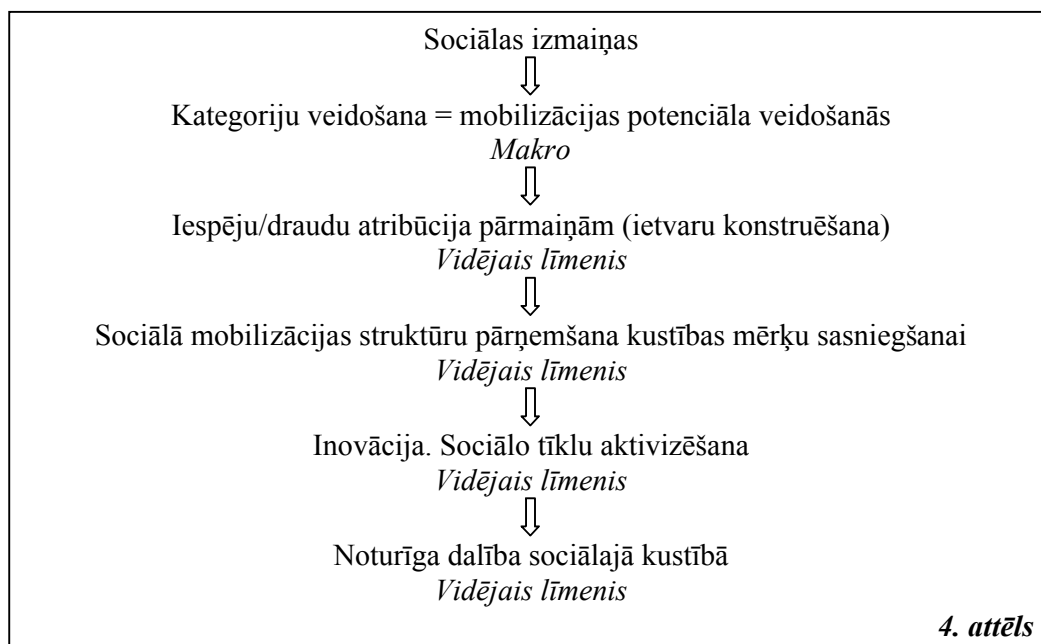 Sociālas izmaiņas
Kategoriju veidošana = mobilizācijas potenciāla veidošanās
Makro
Iespēju/draudu atribūcija pārmaiņām (ietvaru konstruēšana)
Vidējais līmenis
Sociālā mobilizācijas struktūru pārņemšana kustības mērķu sasniegšanai
Vidējais līmenis
Inovācija. Sociālo tīklu aktivizēšana
Vidējais līmenis
Noturīga dalība sociālajā kustībā
Vidējais līmenis
4. attēls